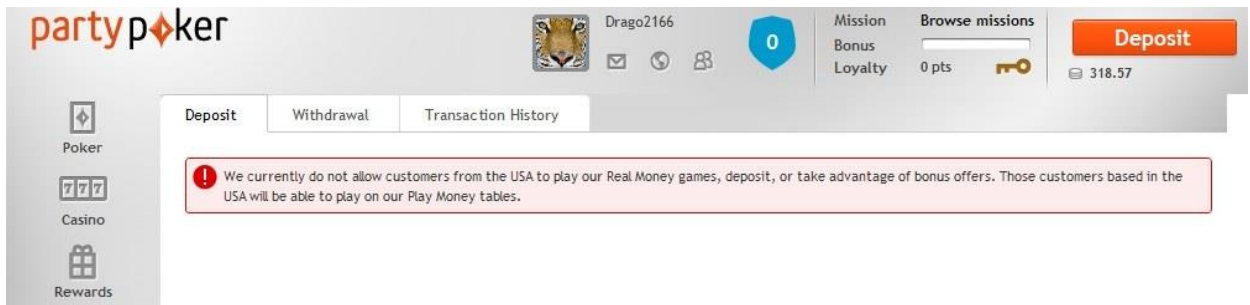 partypoker
Drago2166
0
Mission Browse missions
Bonus
Loyalty 0 pts
Deposit
318.57
Poker
777
Casino
Rewards
Deposit Withdrawal Transaction History
! We currently do not allow customers from the USA to play our Real Money games, deposit, or take advantage of bonus offers. Those customers based in the
USA will be able to play on our Play Money tables.